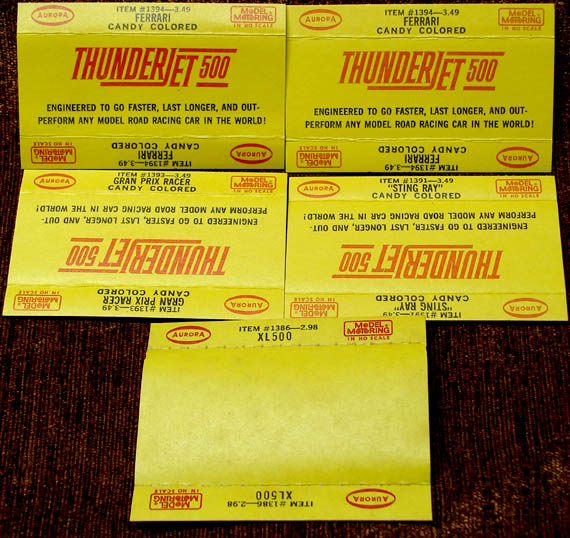 AURORA
ITEM #1394—3.49
FERRARI
CANDY COLORED
MODEL MOTORING
IN HO SCALE
THUNDERJET 500
ENGINEERED TO GO FASTER, LAST LONGER, AND OUT-
PERFORM ANY MODEL ROAD RACING CAR IN THE WORLD!
MODEL MOTORING
IN HO SCALE
ITEM #1394—3.49
FERRARI
CANDY COLORED
AURORA
AURORA
ITEM #1394—3.49
FERRARI
CANDY COLORED
MODEL MOTORING
IN HO SCALE
THUNDERJET 500
ENGINEERED TO GO FASTER, LAST LONGER, AND OUT-
PERFORM ANY MODEL ROAD RACING CAR IN THE WORLD!
MODEL MOTORING
IN HO SCALE
ITEM #1394—3.49
FERRARI
CANDY COLORED
AURORA
AURORA
ITEM #1393—3.49
GRAN PRIX RACER
CANDY COLORED
MODEL MOTORING
IN HO SCALE
THUNDERJET 500
ENGINEERED TO GO FASTER, LAST LONGER, AND OUT-
PERFORM ANY MODEL ROAD RACING CAR IN THE WORLD!
MODEL MOTORING
IN HO SCALE
ITEM #1393—3.49
GRAN PRIX RACER
CANDY COLORED
AURORA
AURORA
ITEM #1391—3.49
"STING RAY"
CANDY COLORED
MODEL MOTORING
IN HO SCALE
THUNDERJET 500
ENGINEERED TO GO FASTER, LAST LONGER, AND OUT-
PERFORM ANY MODEL ROAD RACING CAR IN THE WORLD!
MODEL MOTORING
IN HO SCALE
ITEM #1391—3.49
"STING RAY"
CANDY COLORED
AURORA
AURORA
ITEM #1386—2.98
XL500
MODEL MOTORING
IN HO SCALE
MODEL MOTORING
IN HO SCALE
ITEM #1386—2.98
XL500
AURORA